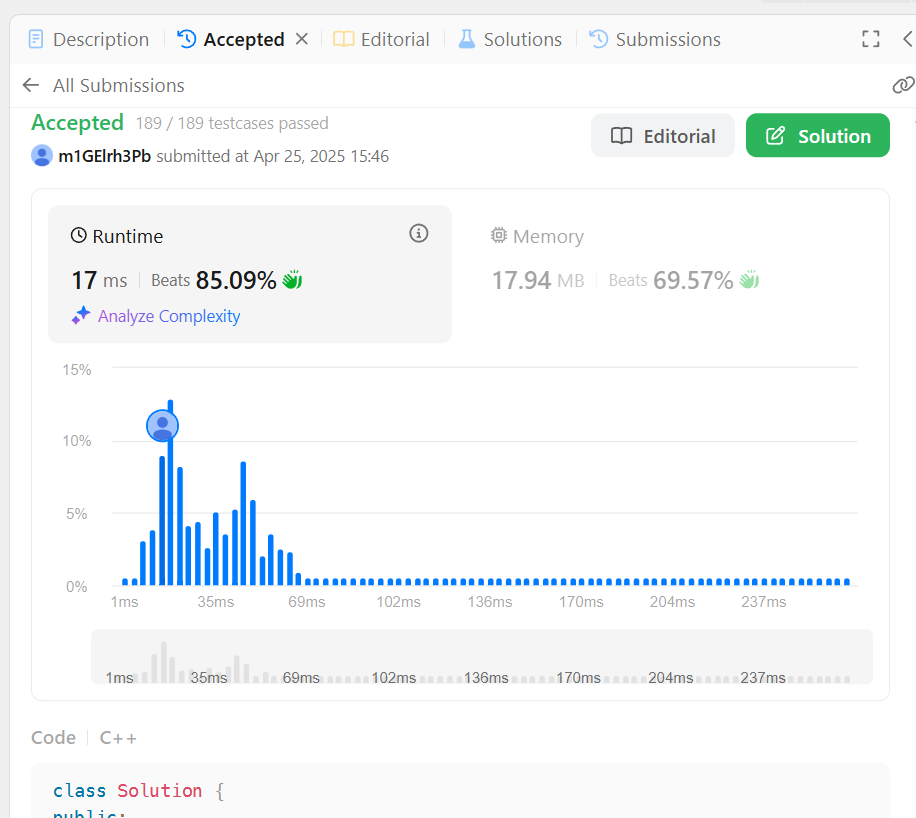 Description Accepted Editorial Solutions Submissions
All Submissions
Accepted 189 / 189 testcases passed
Editorial Solution
m1GElrh3Pb submitted at Apr 25, 2025 15:46
Runtime Memory
17 ms Beats 85.09% 17.94 MB Beats 69.57%
Analyze Complexity
15%
10%
5%
0%
1ms 35ms 69ms 102ms 136ms 170ms 204ms 237ms
1ms 35ms 69ms 102ms 136ms 170ms 204ms 237ms
Code C++
class Solution {
public: